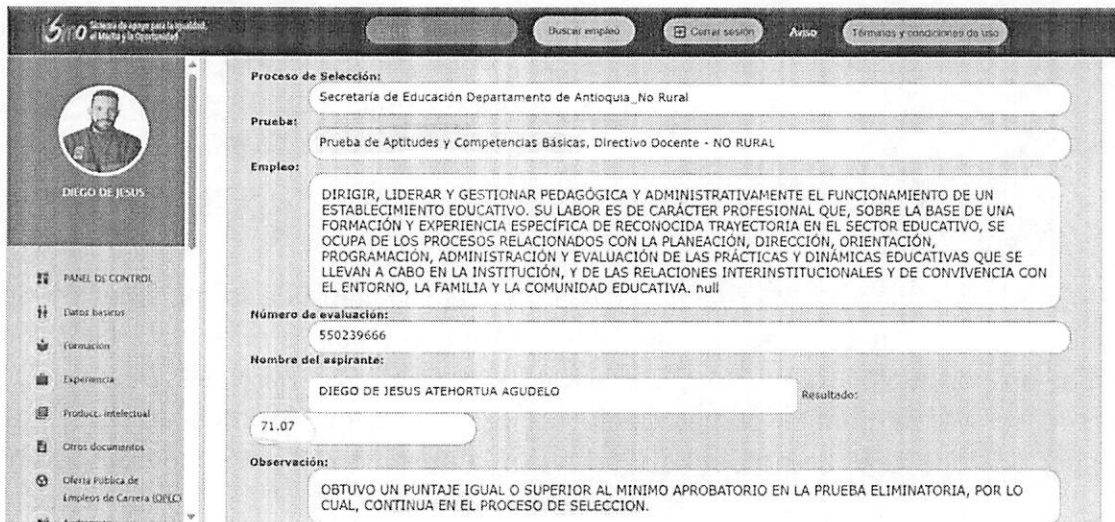 Simo Sistema de apoyo para la igualdad,
el Mérito y la Oportunidad
Buscar empleo
Cerrar sesión
Aviso
Términos y condiciones de uso
DIEGO DE JESUS
PANEL DE CONTROL
Datos básicos
Formación
Experiencia
Producc. intelectual
Otros documentos
Oferta Pública de
Empleos de Carrera (OPEC)
Proceso de Selección:
Secretaría de Educación Departamento de Antioquia_No Rural
Prueba:
Prueba de Aptitudes y Competencias Básicas, Directivo Docente - NO RURAL
Empleo:
DIRIGIR, LIDERAR Y GESTIONAR PEDAGÓGICA Y ADMINISTRATIVAMENTE EL FUNCIONAMIENTO DE UN
ESTABLECIMIENTO EDUCATIVO. SU LABOR ES DE CARÁCTER PROFESIONAL QUE, SOBRE LA BASE DE UNA
FORMACIÓN Y EXPERIENCIA ESPECÍFICA DE RECONOCIDA TRAYECTORIA EN EL SECTOR EDUCATIVO, SE
OCUPA DE LOS PROCESOS RELACIONADOS CON LA PLANEACIÓN, DIRECCIÓN, ORIENTACIÓN,
PROGRAMACIÓN, ADMINISTRACIÓN Y EVALUACIÓN DE LAS PRÁCTICAS Y DINÁMICAS EDUCATIVAS QUE SE
LLEVAN A CABO EN LA INSTITUCIÓN, Y DE LAS RELACIONES INTERINSTITUCIONALES Y DE CONVIVENCIA CON
EL ENTORNO, LA FAMILIA Y LA COMUNIDAD EDUCATIVA. null
Número de evaluación:
550239666
Nombre del aspirante:
DIEGO DE JESUS ATEHORTUA AGUDELO
Resultado:
71.07
Observación:
OBTUVO UN PUNTAJE IGUAL O SUPERIOR AL MINIMO APROBATORIO EN LA PRUEBA ELIMINATORIA, POR LO
CUAL, CONTINUA EN EL PROCESO DE SELECCION.